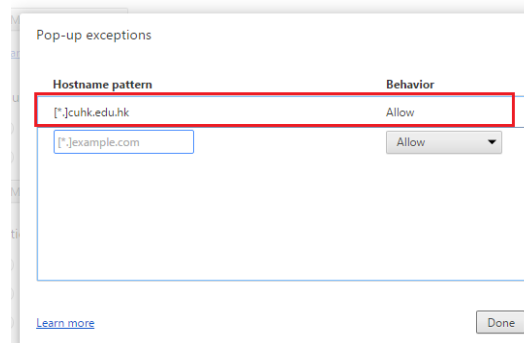 Pop-up exceptions
Hostname pattern Behavior
[*.]cuhk.edu.hk Allow
[*.]example.com Allow
Learn more Done